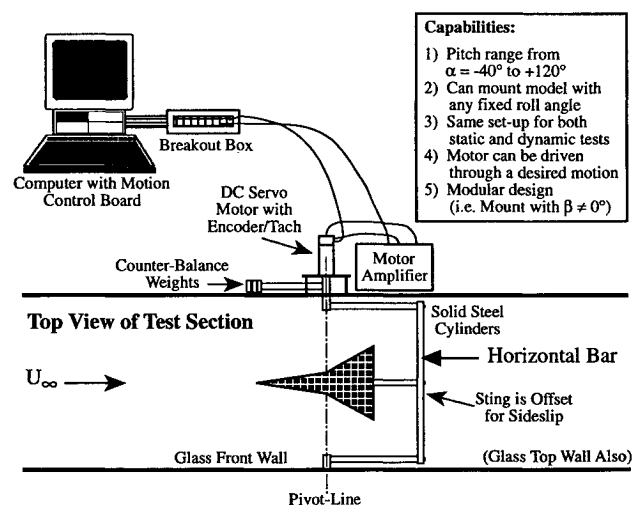 Capabilities:
1) Pitch range from
α = -40° to +120°
2) Can mount model with
any fixed roll angle
3) Same set-up for both
static and dynamic tests
4) Motor can be driven
through a desired motion
5) Modular design
(i.e. Mount with β ≠ 0°)
Breakout Box
Computer with Motion
Control Board
DC Servo
Motor with
Encoder/Tach
Motor
Amplifier
Counter-Balance
Weights
Top View of Test Section
Solid Steel
Cylinders
Horizontal Bar
U∞
Sting is Offset
for Sideslip
Glass Front Wall
(Glass Top Wall Also)
Pivot-Line